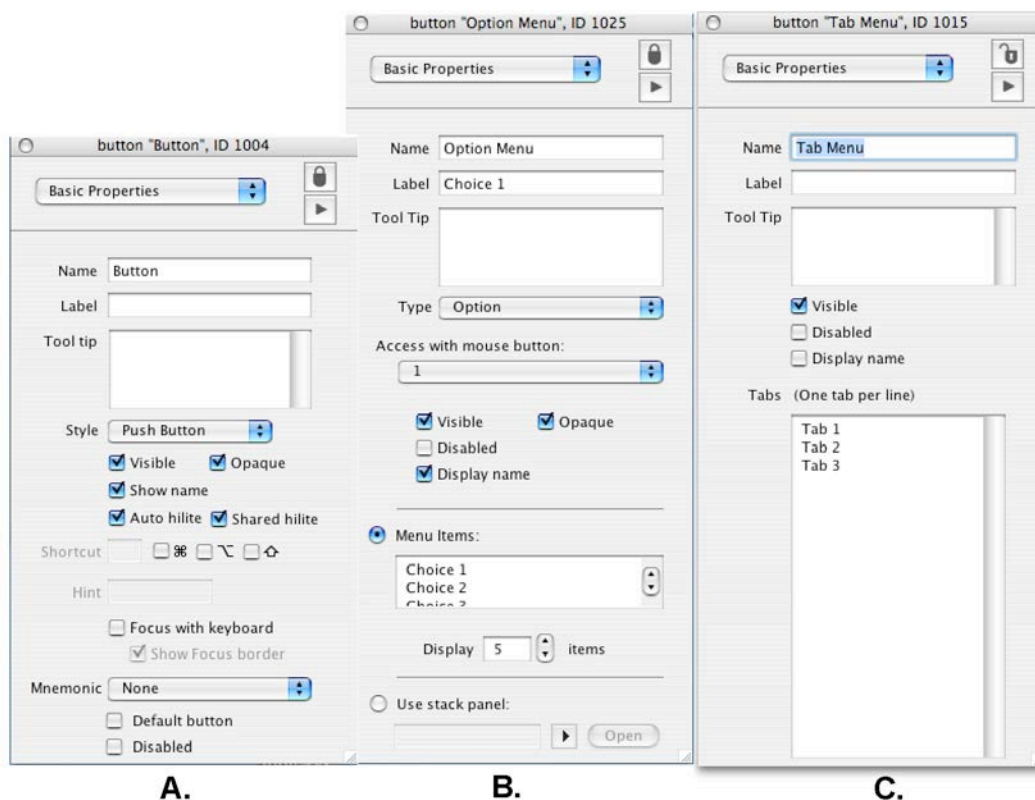 button "Button", ID 1004
Basic Properties
Name Button
Label
Tool tip
Style Push Button
Visible Opaque
Show name
Auto hilite Shared hilite
Shortcut ⌘ ⌥ ⇧
Hint
Focus with keyboard
Show Focus border
Mnemonic None
Default button
Disabled
A.
button "Option Menu", ID 1025
Basic Properties
Name Option Menu
Label Choice 1
Tool Tip
Type Option
Access with mouse button:
1
Visible Opaque
Disabled
Display name
Menu Items:
Choice 1
Choice 2
Choice 3
Display 5 items
Use stack panel:
Open
B.
button "Tab Menu", ID 1015
Basic Properties
Name Tab Menu
Label
Tool Tip
Visible
Disabled
Display name
Tabs (One tab per line)
Tab 1
Tab 2
Tab 3
C.